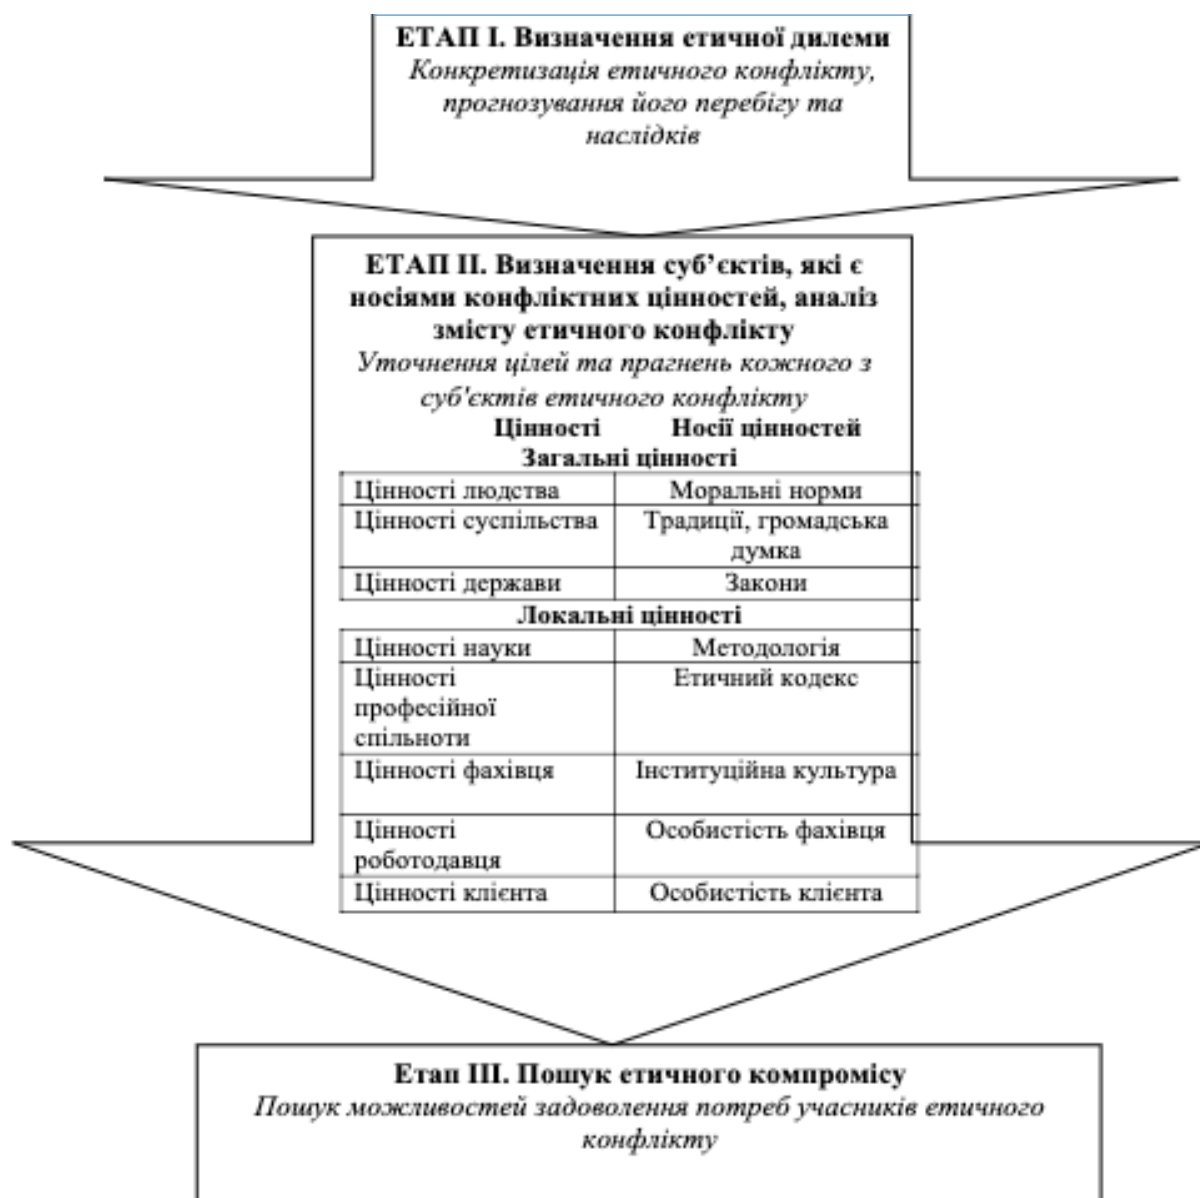 ЕТАП I. Визначення етичної дилеми
Конкретизація етичного конфлікту,
прогнозування його перебігу та
наслідків
ЕТАП II. Визначення суб’єктів, які є
носіями конфліктних цінностей, аналіз
змісту етичного конфлікту
Уточнення цілей та прагнень кожного з
суб'єктів етичного конфлікту
Цінності Носії цінностей
Загальні цінності
Цінності людства Моральні норми
Цінності суспільства Традиції, громадська
думка
Цінності держави Закони
Локальні цінності
Цінності науки Методологія
Цінності Етичний кодекс
професійної
спільноти
Цінності фахівця Інституційна культура
Цінності Особистість фахівця
роботодавця
Цінності клієнта Особистість клієнта
Етап III. Пошук етичного компромісу
Пошук можливостей задоволення потреб учасників етичного
конфлікту